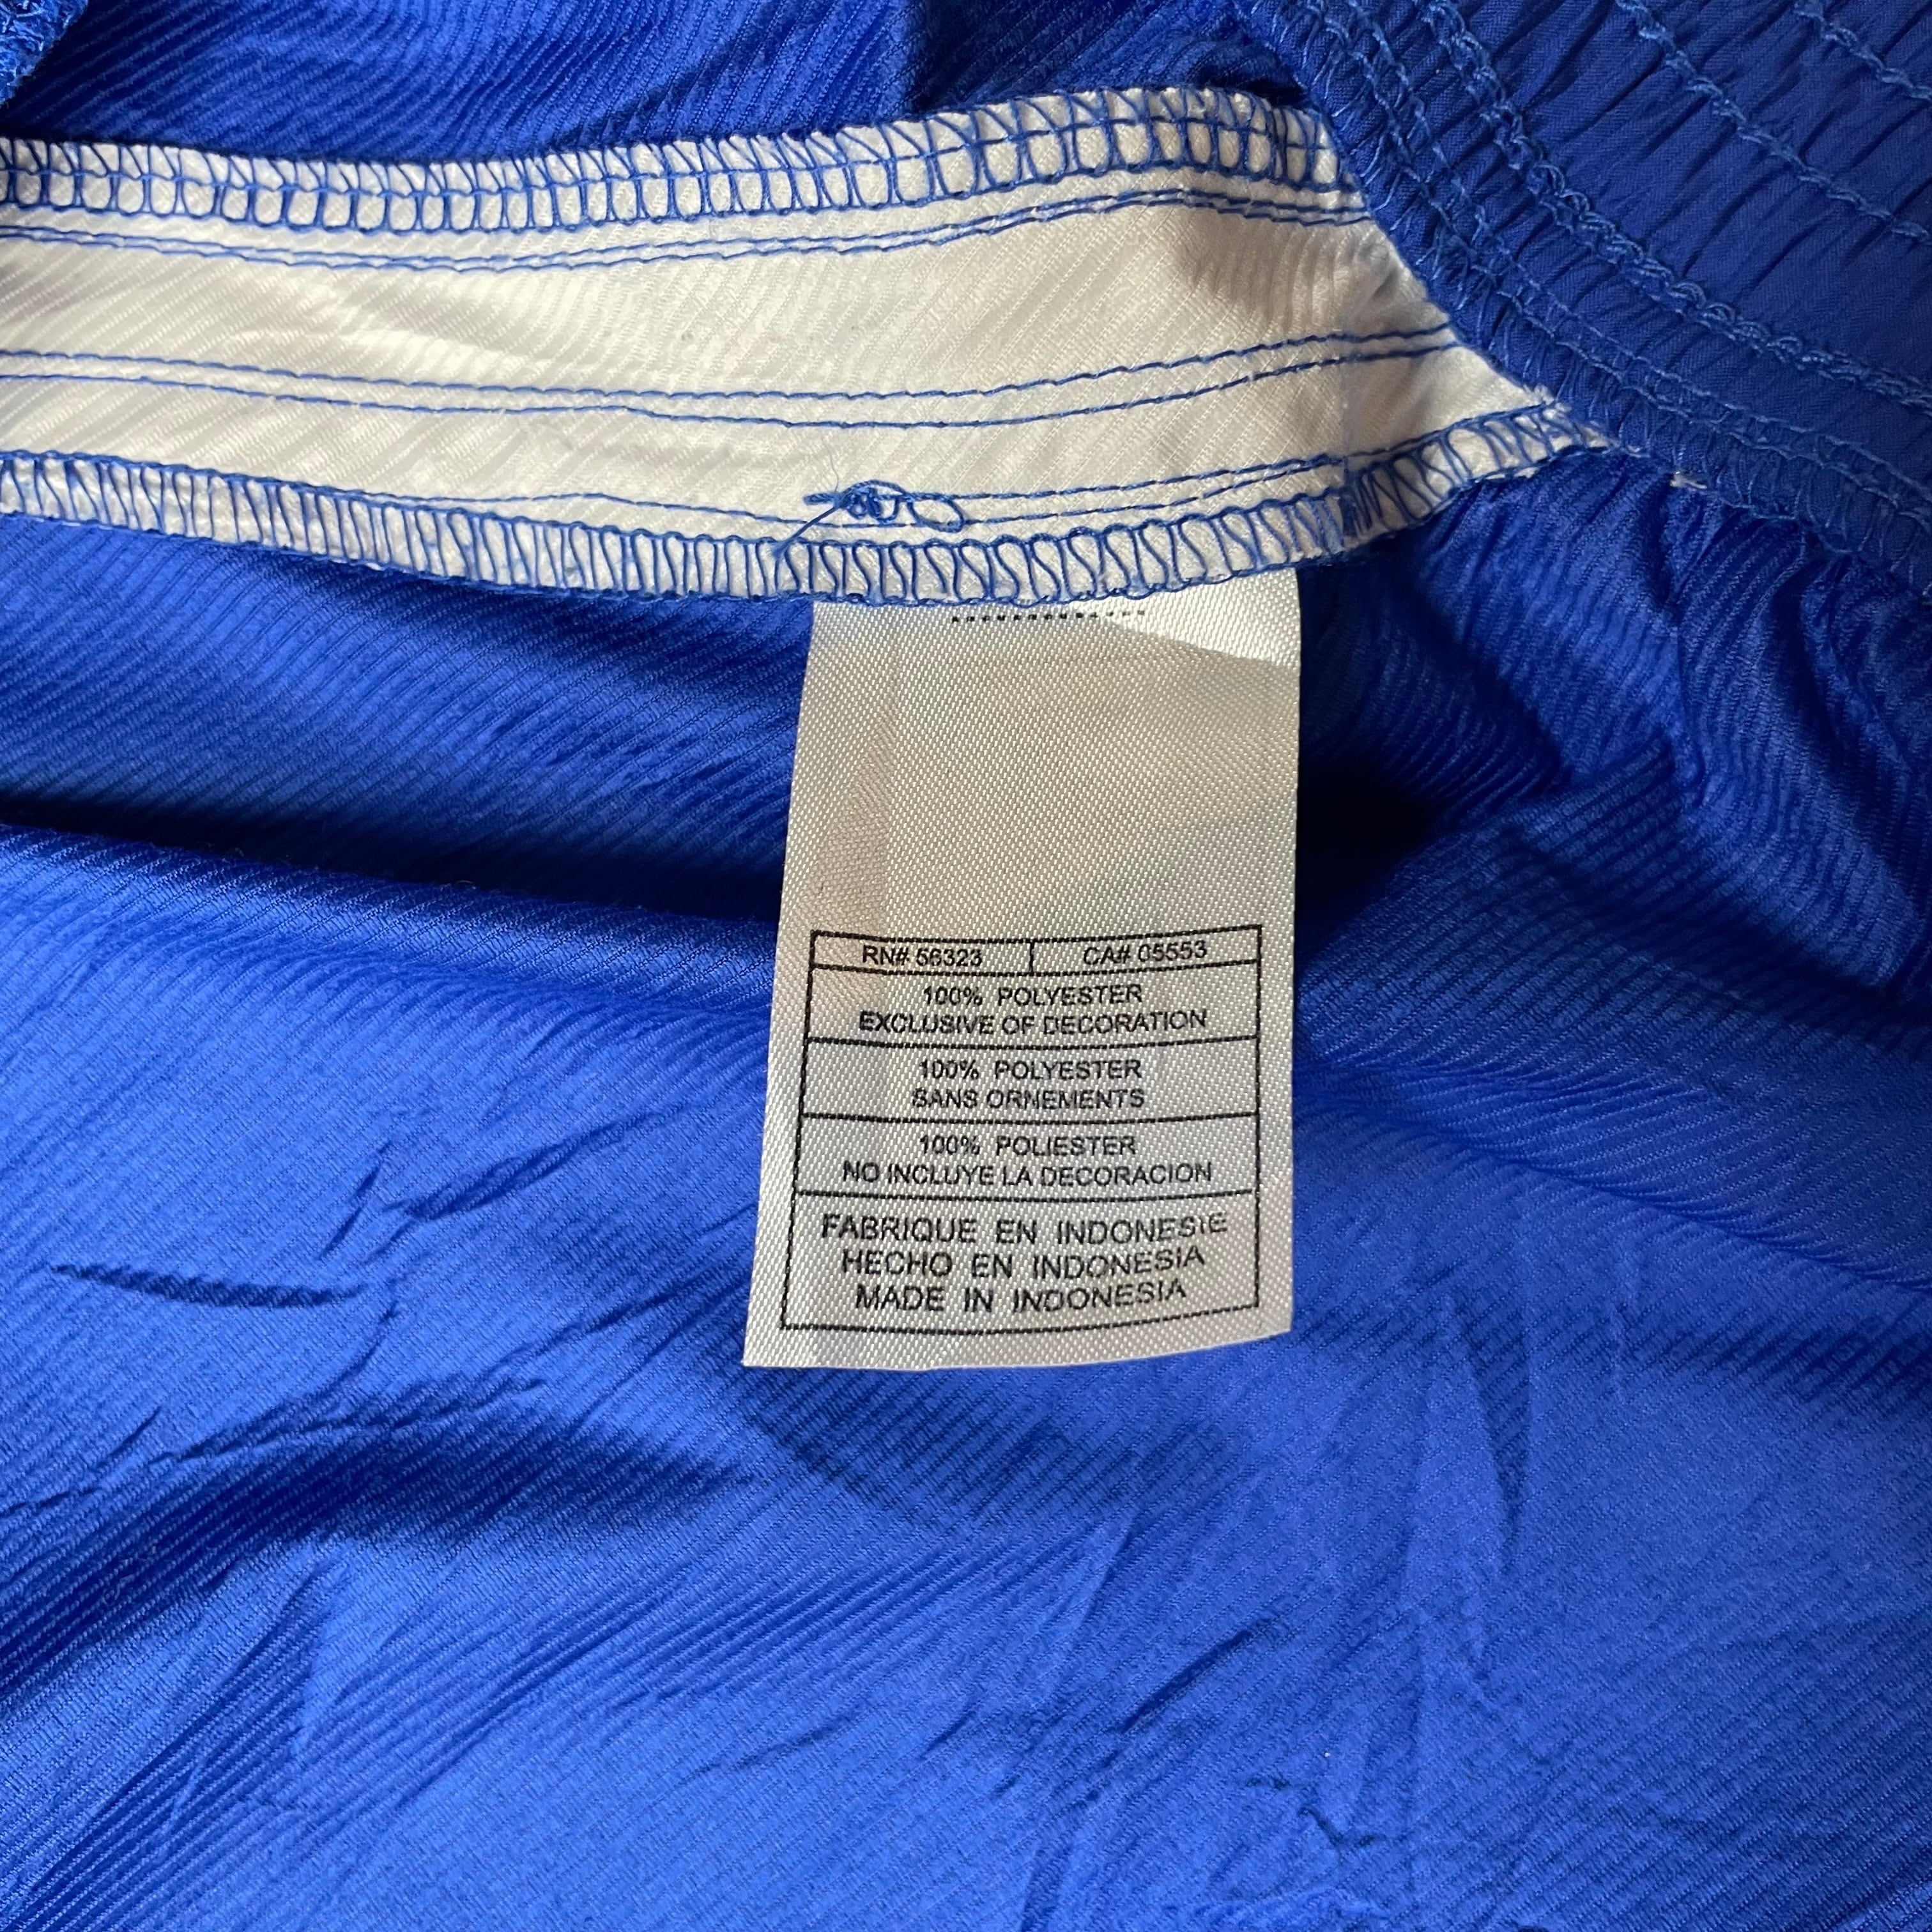 RN# 56323 CA# 05553
100% POLYESTER
EXCLUSIVE OF DECORATION
100% POLYESTER
SANS ORNEMENTS
100% POLIESTER
NO INCLUYE LA DECORACION
FABRIQUE EN INDONESIE
HECHO EN INDONESIA
MADE IN INDONESIA